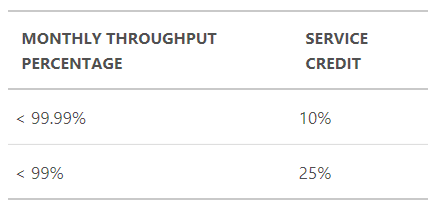 MONTHLY THROUGHPUT SERVICE
PERCENTAGE CREDIT
< 99.99% 10%
< 99% 25%